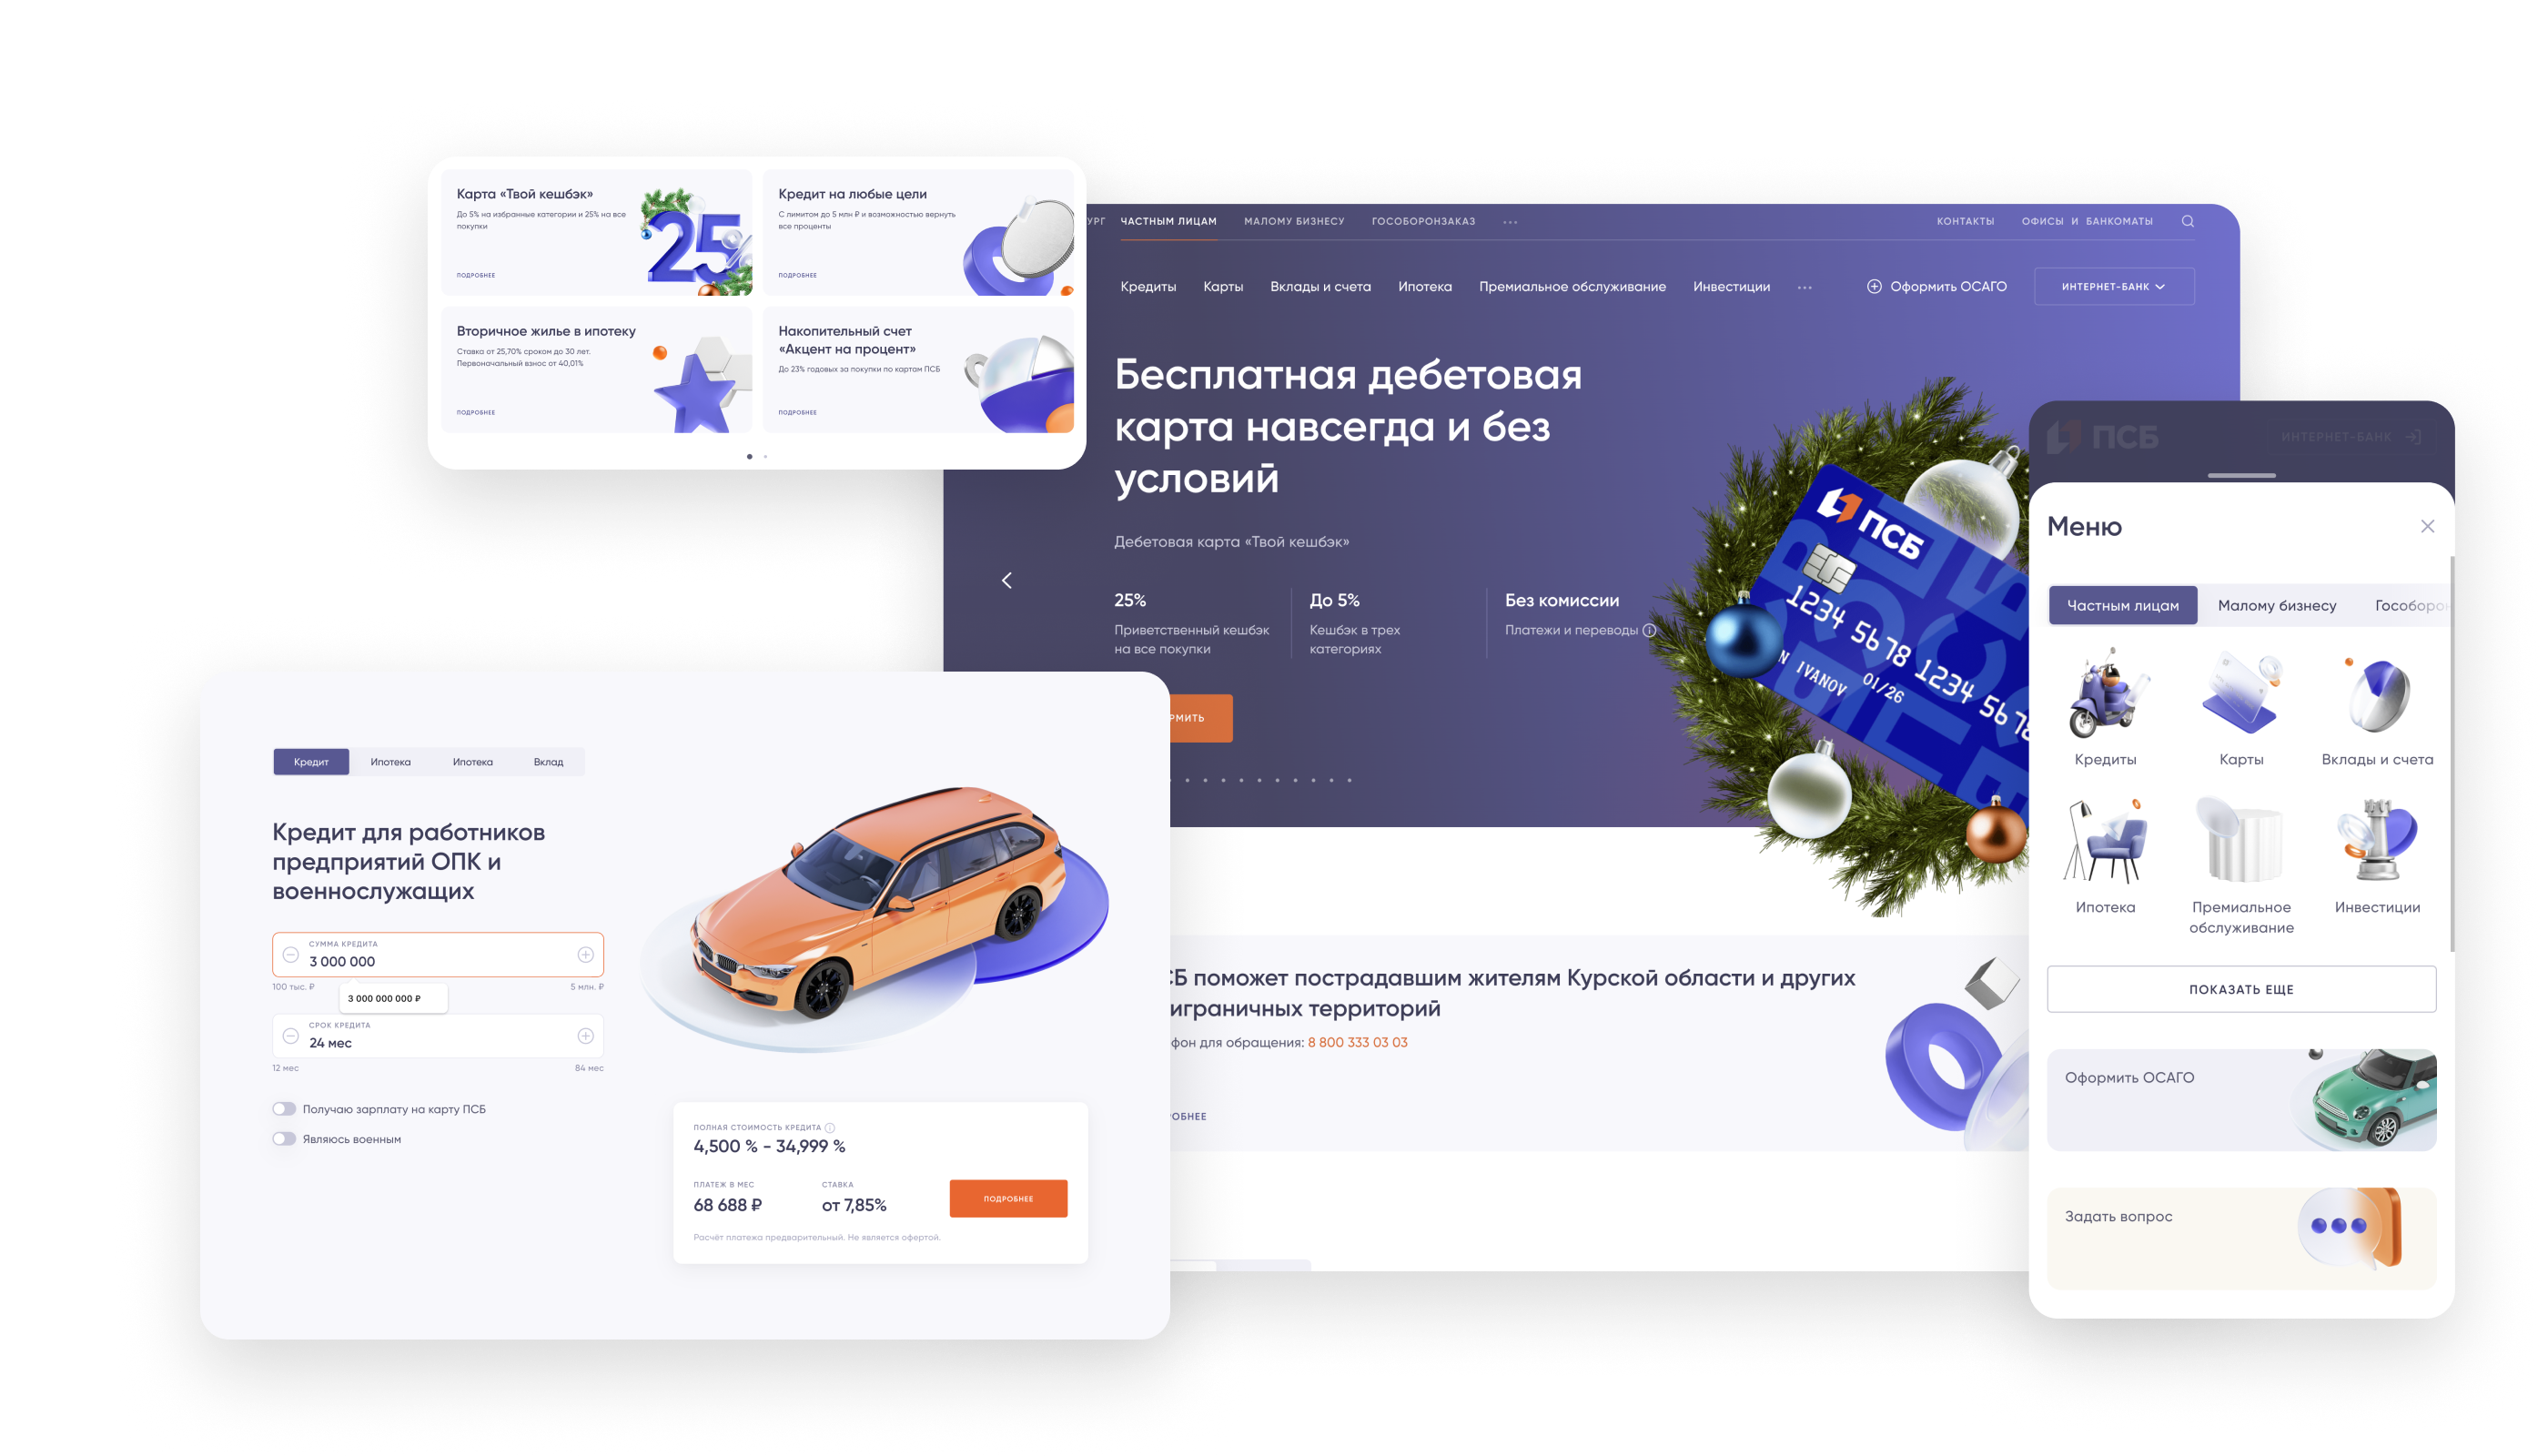 Карта «Твой кешбэк»
До 5% на избранные категории и 25% на все
покупки
ПОДРОБНЕЕ
25
Кредит на любые цели
С лимитом до 5 млн ₽ и возможностью вернуть
все проценты
ПОДРОБНЕЕ
Вторичное жилье в ипотеку
Ставка от 25,70% сроком до 30 лет.
Первоначальный взнос от 40,01%
ПОДРОБНЕЕ
Накопительный счет
«Акцент на процент»
До 23% годовых за покупки по картам ПСБ
ПОДРОБНЕЕ
УРГ ЧАСТНЫМ ЛИЦАМ МАЛОМУ БИЗНЕСУ ГОСОБОРОНЗАКАЗ КОНТАКТЫ ОФИСЫ И БАНКОМАТЫ
Кредиты Карты Вклады и счета Ипотека Премиальное обслуживание Инвестиции Оформить ОСАГО ИНТЕРНЕТ-БАНК
Бесплатная дебетовая
карта навсегда и без
условий
Дебетовая карта «Твой кешбэк»
25%
Приветственный кешбэк
на все покупки
До 5%
Кешбэк в трех
категориях
Без комиссии
Платежи и переводы
РМИТЬ
ПСБ
1234 5678 1234 567
N IVANOV 01/26
СБ поможет пострадавшим жителям Курской области и других
играничных территорий
фон для обращения: 8 800 333 03 03
ОБНЕЕ
Кредит Ипотека Ипотека Вклад
Кредит для работников
предприятий ОПК и
военнослужащих
СУММА КРЕДИТА
3 000 000
100 тыс. ₽ 5 млн. ₽
3 000 000 000 ₽
СРОК КРЕДИТА
24 мес
12 мес 84 мес
Получаю зарплату на карту ПСБ
Являюсь военным
ПОЛНАЯ СТОИМОСТЬ КРЕДИТА
4,500 % - 34,999 %
ПЛАТЕЖ В МЕС
68 688 ₽
СТАВКА
от 7,85%
ПОДРОБНЕЕ
Расчёт платежа предварительный. Не является офертой.
ПСБ ИНТЕРНЕТ-БАНК
Меню
Частным лицам Малому бизнесу Гособорон
Кредиты Карты Вклады и счета
Ипотека Премиальное
обслуживание Инвестиции
ПОКАЗАТЬ ЕЩЕ
Оформить ОСАГО
Задать вопрос